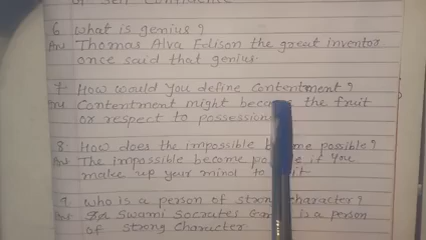 of Self Confidence
6. What is genius?
Ans Thomas Alva Edison the great inventor
once said that genius
7. How would you define Contentment?
Ans Contentment might the fruit
or respect to possession
8. How does the impossible possible?
Ans The impossible become if you
make up your mind to it
9. Who is a person of strong character?
Ans Swami Socrates is a person
of strong character